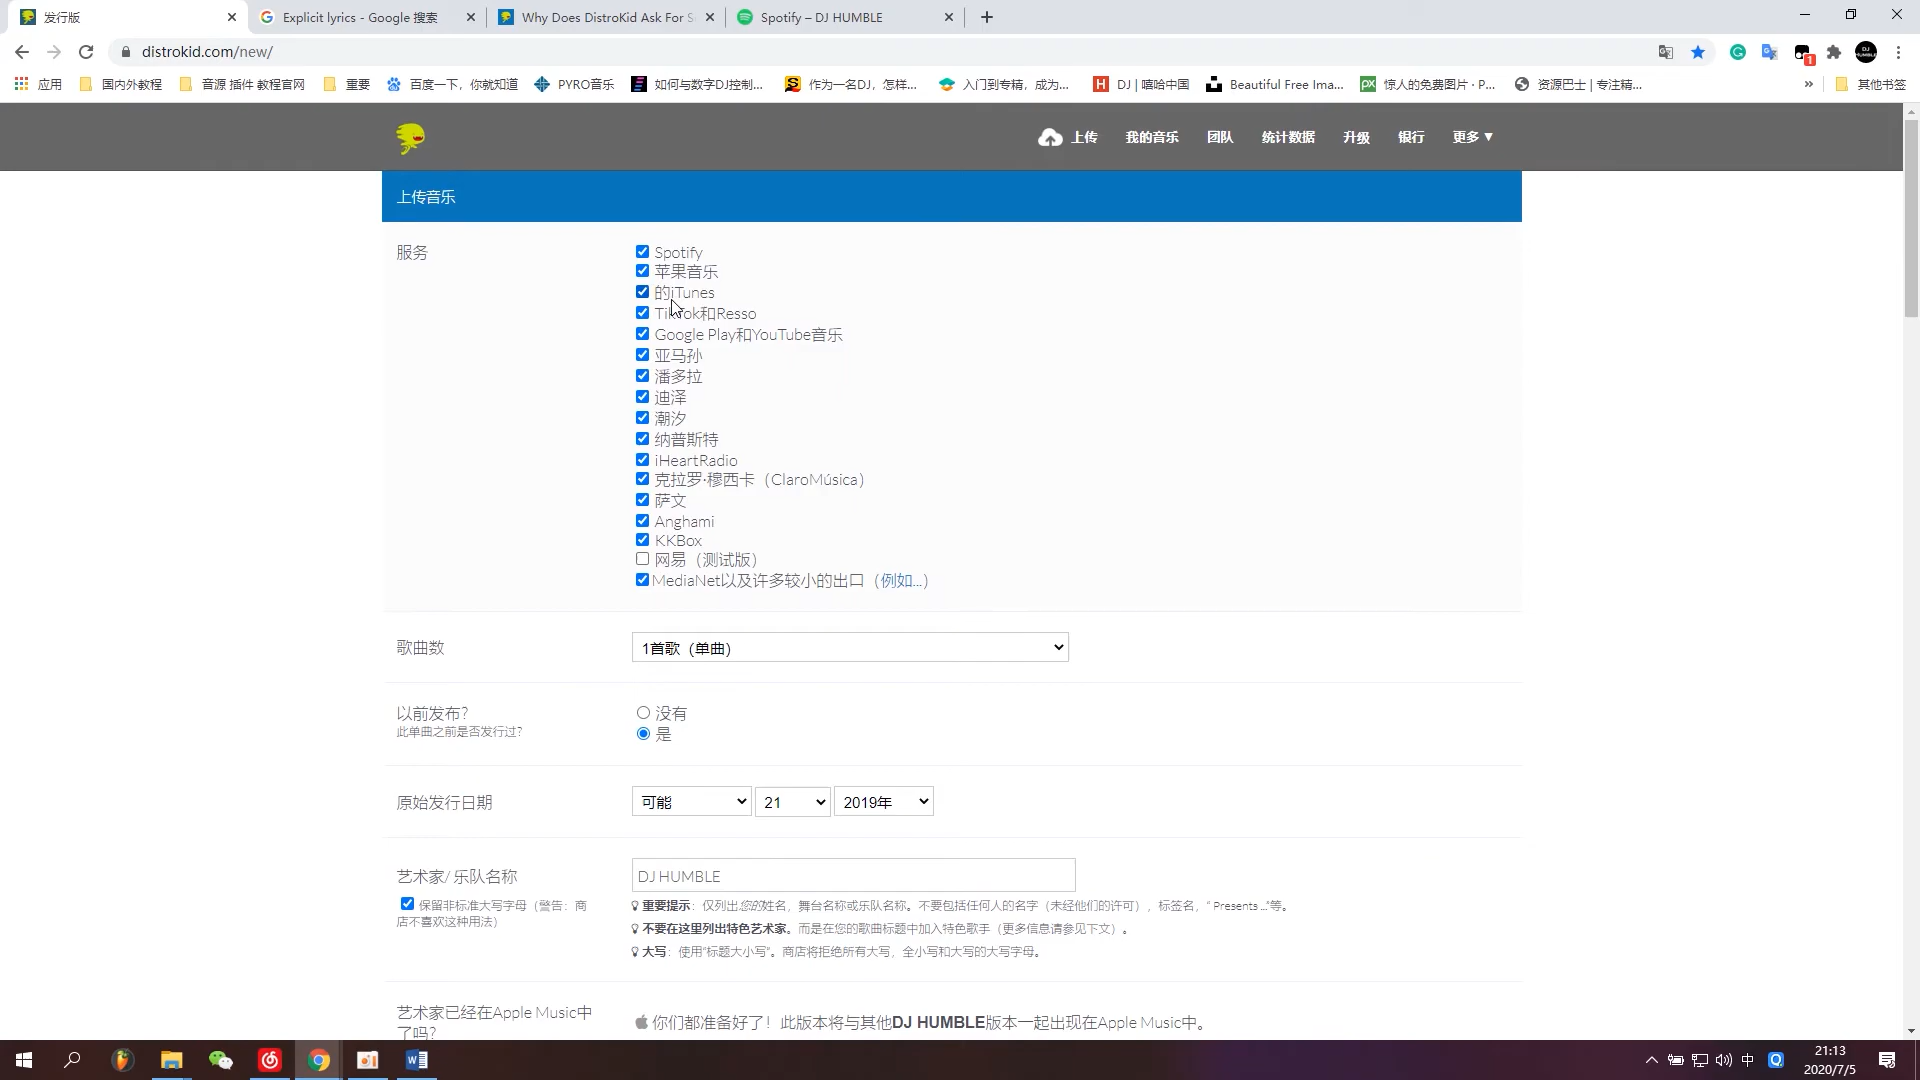 发行版
Explicit lyrics - Google 搜索
Why Does DistroKid Ask For S
Spotify – DJ HUMBLE
distrokid.com/new/
1
应用
国内外教程
音源 插件 教程官网
重要
百度一下，你就知道
PYRO音乐
如何与数字DJ控制...
作为一名DJ，怎样...
入门到专精，成为...
DJ | 嘻哈中国
Beautiful Free Ima...
惊人的免费图片 · P...
资源巴士 | 专注精...
»
其他书签
上传
我的音乐
团队
统计数据
升级
银行
更多 ▼
上传音乐
服务
Spotify
苹果音乐
的iTunes
TikTok和Resso
Google Play和YouTube音乐
亚马孙
潘多拉
迪泽
潮汐
纳普斯特
iHeartRadio
克拉罗·穆西卡（ClaroMúsica）
萨文
Anghami
KKBox
网易（测试版）
MediaNet以及许多较小的出口（例如...）
歌曲数
1首歌（单曲）
以前发布？
此单曲之前是否发行过？
没有
是
原始发行日期
可能
21
2019年
艺术家/ 乐队名称
保留非标准大写字母（警告：商
店不喜欢这种用法）
DJ HUMBLE
重要提示：仅列出您的姓名，舞台名称或乐队名称。不要包括任何人的名字（未经他们的许可），标签名，“ Presents ...”等。
不要在这里列出特色艺术家。而是在您的歌曲标题中加入特色歌手（更多信息请参见下文）。
大写：使用“标题大小写”。商店将拒绝所有大写，全小写和大写的大写字母。
艺术家已经在Apple Music中
了吗？
你们都准备好了！此版本将与其他DJ HUMBLE版本一起出现在Apple Music中。
中
21:13
2020/7/5